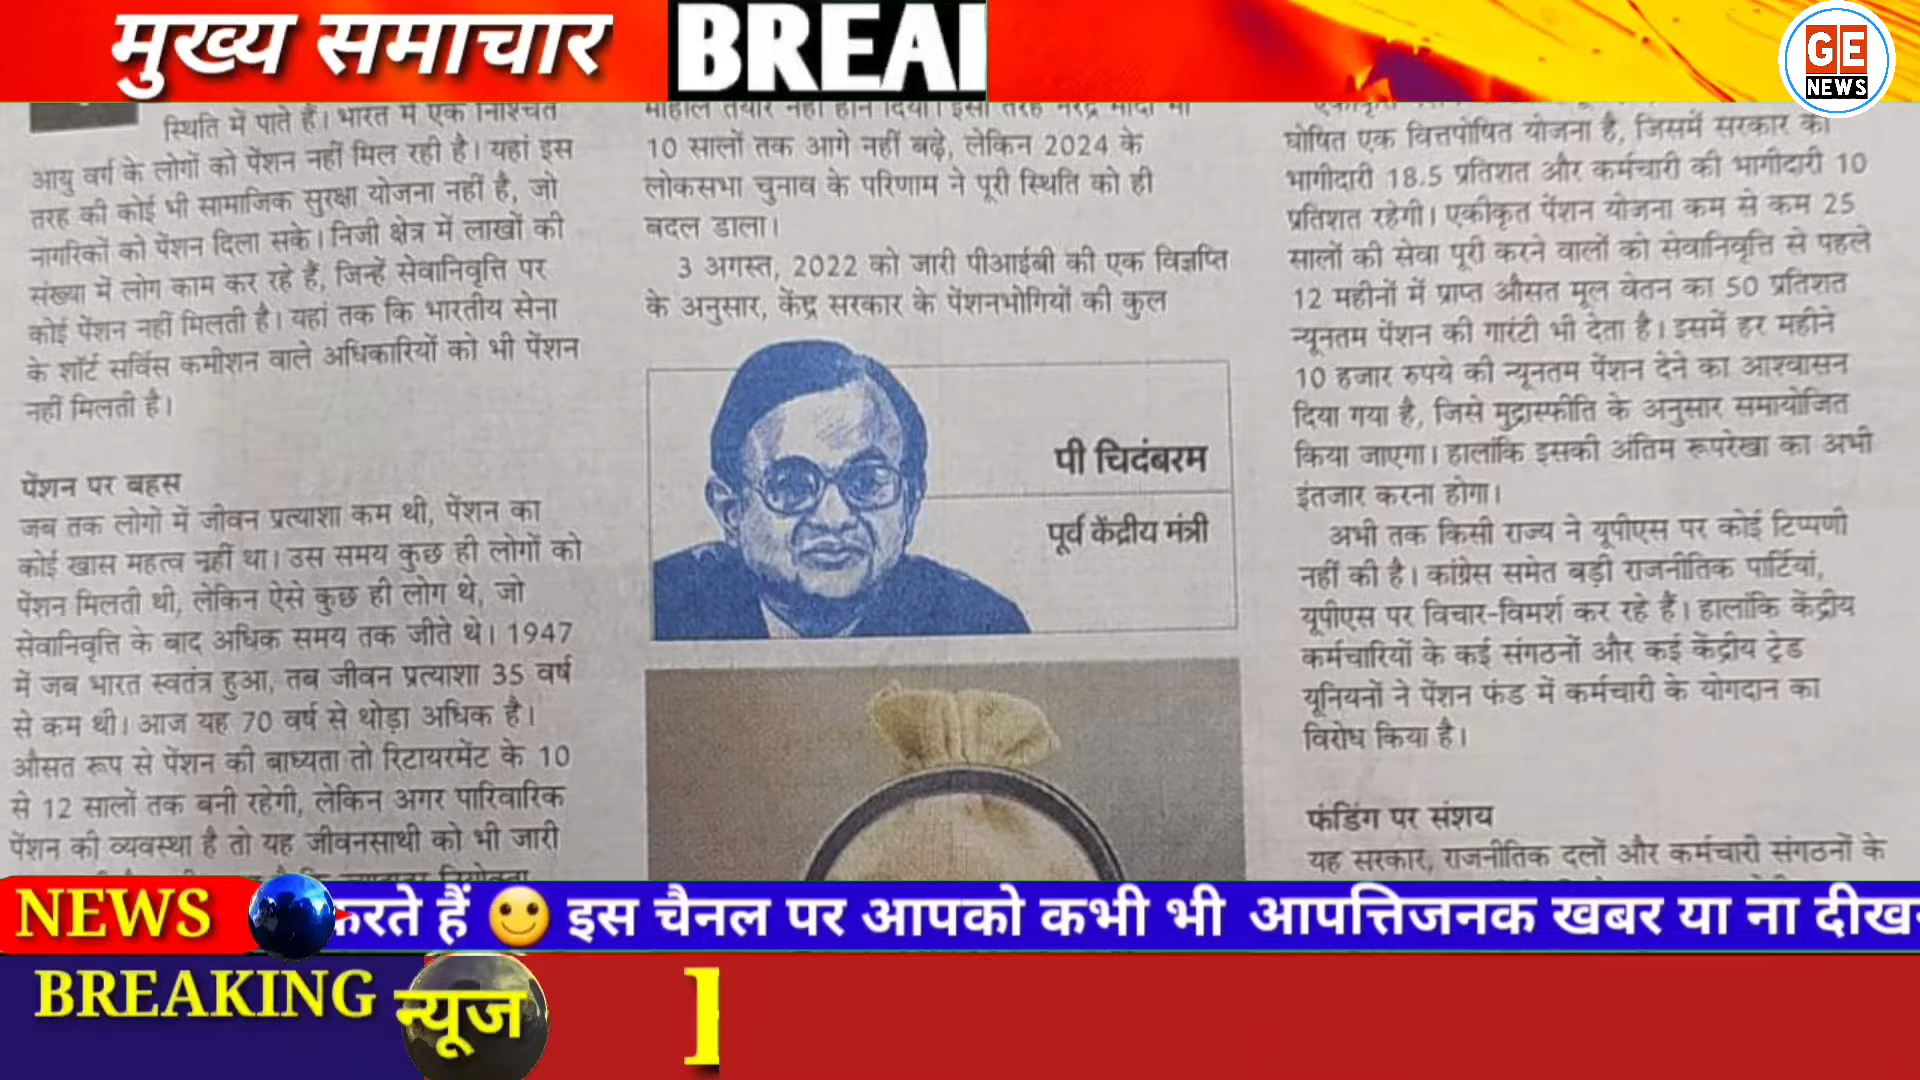 मुख्य समाचार
BREAI
GE
NEWS
स्थिति में पाते हैं। भारत में एक निश्चित
आयु वर्ग के लोगों को पेंशन नहीं मिल रही है। यहां इस
तरह की कोई भी सामाजिक सुरक्षा योजना नहीं है, जो
नागरिकों को पेंशन दिला सके। निजी क्षेत्र में लाखों की
संख्या में लोग काम कर रहे हैं, जिन्हें सेवानिवृत्ति पर
कोई पेंशन नहीं मिलती है। यहां तक कि भारतीय सेना
के शॉर्ट सर्विस कमीशन वाले अधिकारियों को भी पेंशन
नहीं मिलती है।
पेंशन पर बहस
जब तक लोगों में जीवन प्रत्याशा कम थी, पेंशन का
कोई खास महत्व नहीं था। उस समय कुछ ही लोगों को
पेंशन मिलती थी, लेकिन ऐसे कुछ ही लोग थे, जो
सेवानिवृत्ति के बाद अधिक समय तक जीते थे। 1947
में जब भारत स्वतंत्र हुआ, तब जीवन प्रत्याशा 35 वर्ष
से कम थी। आज यह 70 वर्ष से थोड़ा अधिक है।
औसत रूप से पेंशन की बाध्यता तो रिटायरमेंट के 10
से 12 सालों तक बनी रहेगी, लेकिन अगर पारिवारिक
पेंशन की व्यवस्था है तो यह जीवनसाथी को भी जारी
माहौल तैयार नहीं होने दिया। इसी तरह नरेंद्र मोदी भी
10 सालों तक आगे नहीं बढ़े, लेकिन 2024 के
लोकसभा चुनाव के परिणाम ने पूरी स्थिति को ही
बदल डाला।
3 अगस्त, 2022 को जारी पीआईबी की एक विज्ञप्ति
के अनुसार, केंद्र सरकार के पेंशनभोगियों की कुल
पी चिदंबरम
पूर्व केंद्रीय मंत्री
घोषित एक वित्तपोषित योजना है, जिसमें सरकार की
भागीदारी 18.5 प्रतिशत और कर्मचारी की भागीदारी 10
प्रतिशत रहेगी। एकीकृत पेंशन योजना कम से कम 25
सालों की सेवा पूरी करने वालों को सेवानिवृत्ति से पहले
12 महीनों में प्राप्त औसत मूल वेतन का 50 प्रतिशत
न्यूनतम पेंशन की गारंटी भी देता है। इसमें हर महीने
10 हजार रुपये की न्यूनतम पेंशन देने का आश्वासन
दिया गया है, जिसे मुद्रास्फीति के अनुसार समायोजित
किया जाएगा। हालांकि इसकी अंतिम रूपरेखा का अभी
इंतजार करना होगा।
अभी तक किसी राज्य ने यूपीएस पर कोई टिप्पणी
नहीं की है। कांग्रेस समेत बड़ी राजनीतिक पार्टियां,
यूपीएस पर विचार-विमर्श कर रहे हैं। हालांकि केंद्रीय
कर्मचारियों के कई संगठनों और कई केंद्रीय ट्रेड
यूनियनों ने पेंशन फंड में कर्मचारी के योगदान का
विरोध किया है।
फंडिंग पर संशय
यह सरकार, राजनीतिक दलों और कर्मचारी संगठनों के
NEWS करते हैं 🙂 इस चैनल पर आपको कभी भी आपत्तिजनक खबर या ना दीख
BREAKING न्यूज